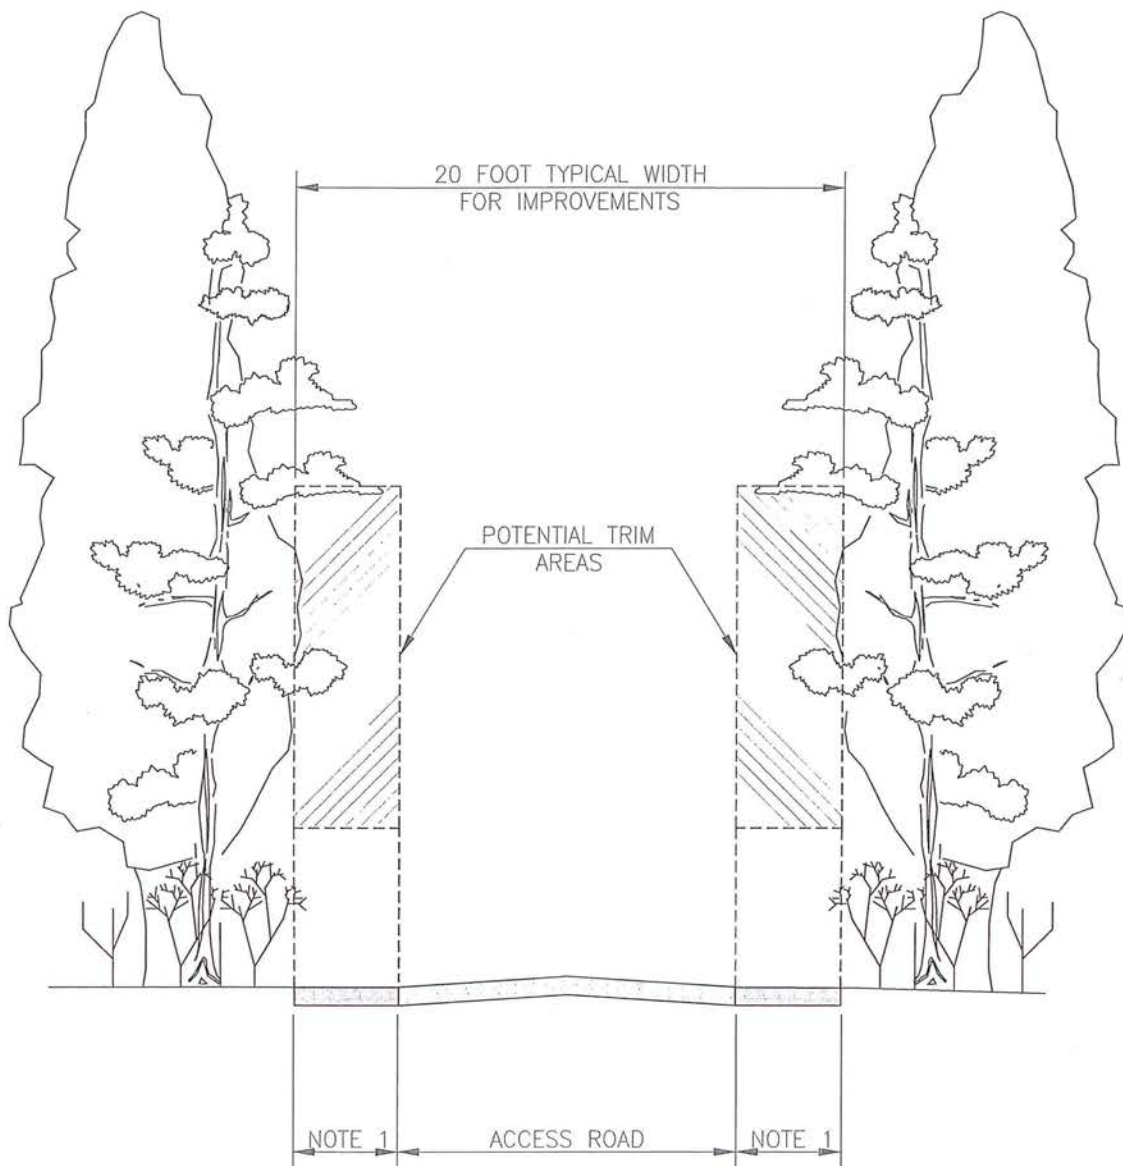 20 FOOT TYPICAL WIDTH
FOR IMPROVEMENTS
POTENTIAL TRIM
AREAS
NOTE 1
ACCESS ROAD
NOTE 1